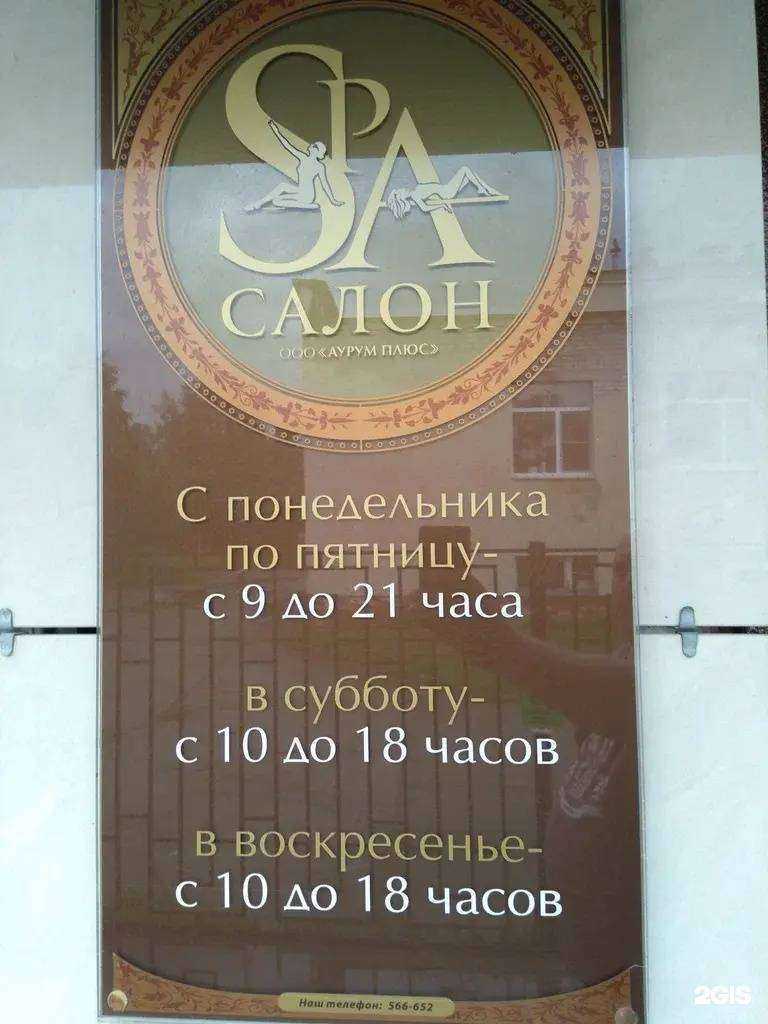 SPA
САЛОН
ООО «АУРУМ ПЛЮС»
С понедельника
по пятницу-
с 9 до 21 часа
в субботу-
с 10 до 18 часов
в воскресенье-
с 10 до 18 часов
Наш телефон: 566-652
2GIS